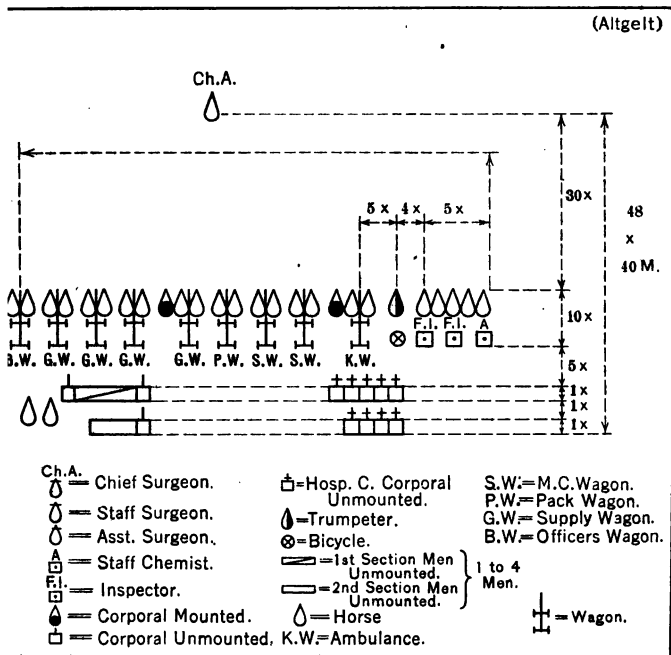 (Altgelt)
Ch.A.
30x
48
x
40 M.
5 x 4 x 5 x
10x
F.I. F.I. A
B.W. G.W. G.W. G.W. G.W. P.W. S.W. S.W. K.W.
5x
1x
1x
1x
Ch.A.
= Chief Surgeon.
= Staff Surgeon.
= Asst. Surgeon.
A
= Staff Chemist.
F.I.
= Inspector.
= Corporal Mounted.
= Corporal Unmounted,
=Hosp. C. Corporal
Unmounted.
=Trumpeter.
=Bicycle.
=1st Section Men
Unmounted.
=2nd Section Men
Unmounted.
1 to 4
Men.
= Horse
K.W.=Ambulance.
S.W.=M.C.Wagon.
P.W.=Pack Wagon.
G.W.=Supply Wagon.
B.W.=Officers Wagon.
= Wagon.